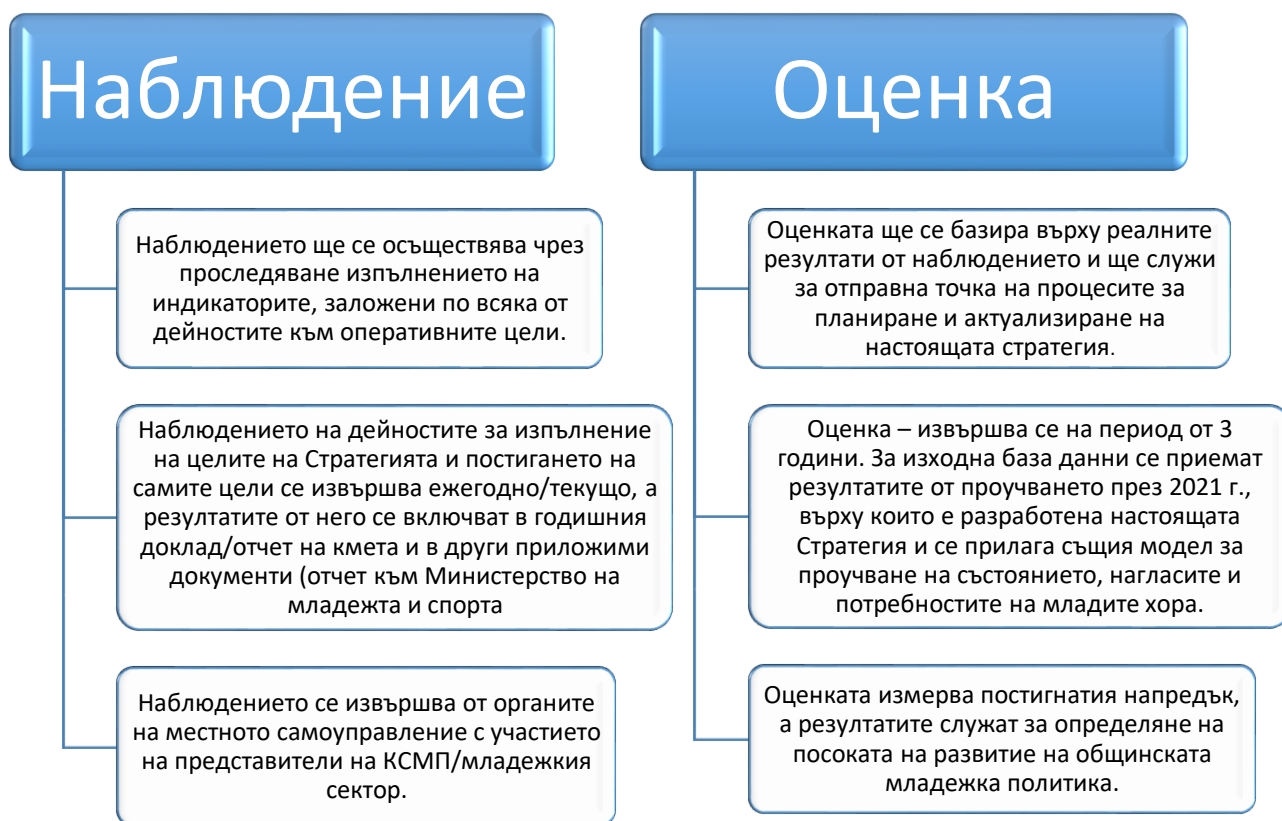 Наблюдение
Наблюдението ще се осъществява чрез
проследяване изпълнението на
индикаторите, заложени по всяка от
дейностите към оперативните цели.
Наблюдението на дейностите за изпълнение
на целите на Стратегията и постигането на
самите цели се извършва ежегодно/текущо, а
резултатите от него се включват в годишния
доклад/отчет на кмета и в други приложими
документи (отчет към Министерство на
младежта и спорта
Наблюдението се извършва от органите
на местното самоуправление с участието
на представители на КСМП/младежкия
сектор.
Оценка
Оценката ще се базира върху реалните
резултати от наблюдението и ще служи
за отправна точка на процесите за
планиране и актуализиране на
настоящата стратегия.
Оценка – извършва се на период от 3
години. За изходна база данни се приемат
резултатите от проучването през 2021 г.,
върху които е разработена настоящата
Стратегия и се прилага същия модел за
проучване на състоянието, нагласите и
потребностите на младите хора.
Оценката измерва постигнатия напредък,
а резултатите служат за определяне на
посоката на развитие на общинската
младежка политика.